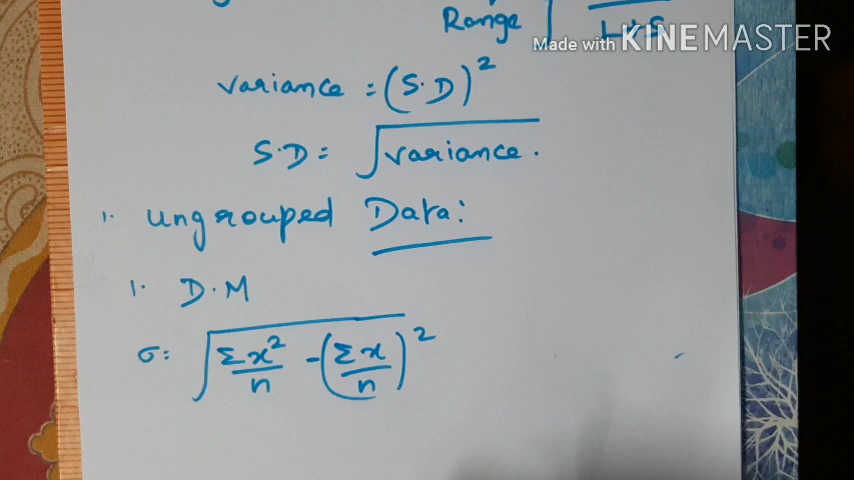 Range L+S
Made with KINEMASTER
variance = (S.D)²
S.D = √variance.
1. ungrouped Data:
1. D.M
σ = √Σx²/n - (Σx/n)²